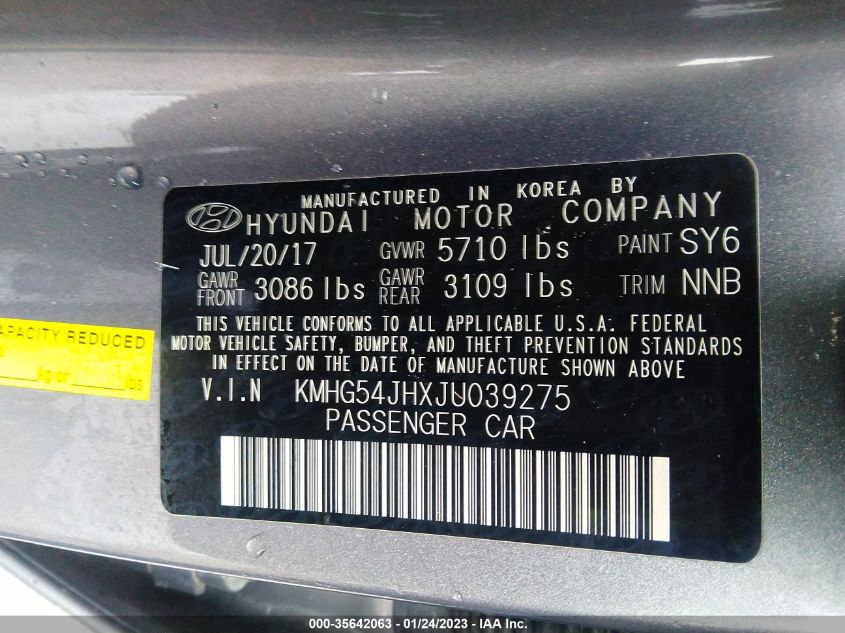 MANUFACTURED IN KOREA BY
HYUNDAI MOTOR COMPANY
JUL/20/17 GVWR 5710 lbs PAINT SY6
GAWR FRONT 3086 lbs GAWR REAR 3109 lbs TRIM NNB
THIS VEHICLE CONFORMS TO ALL APPLICABLE U.S.A. FEDERAL
MOTOR VEHICLE SAFETY, BUMPER, AND THEFT PREVENTION STANDARDS
IN EFFECT ON THE DATE OF MANUFACTURE SHOWN ABOVE
V.I.N KMHG54JHXJU039275
PASSENGER CAR
CAPACITY REDUCED
kg or lbs
000-35642063 - 01/24/2023 - IAA Inc.